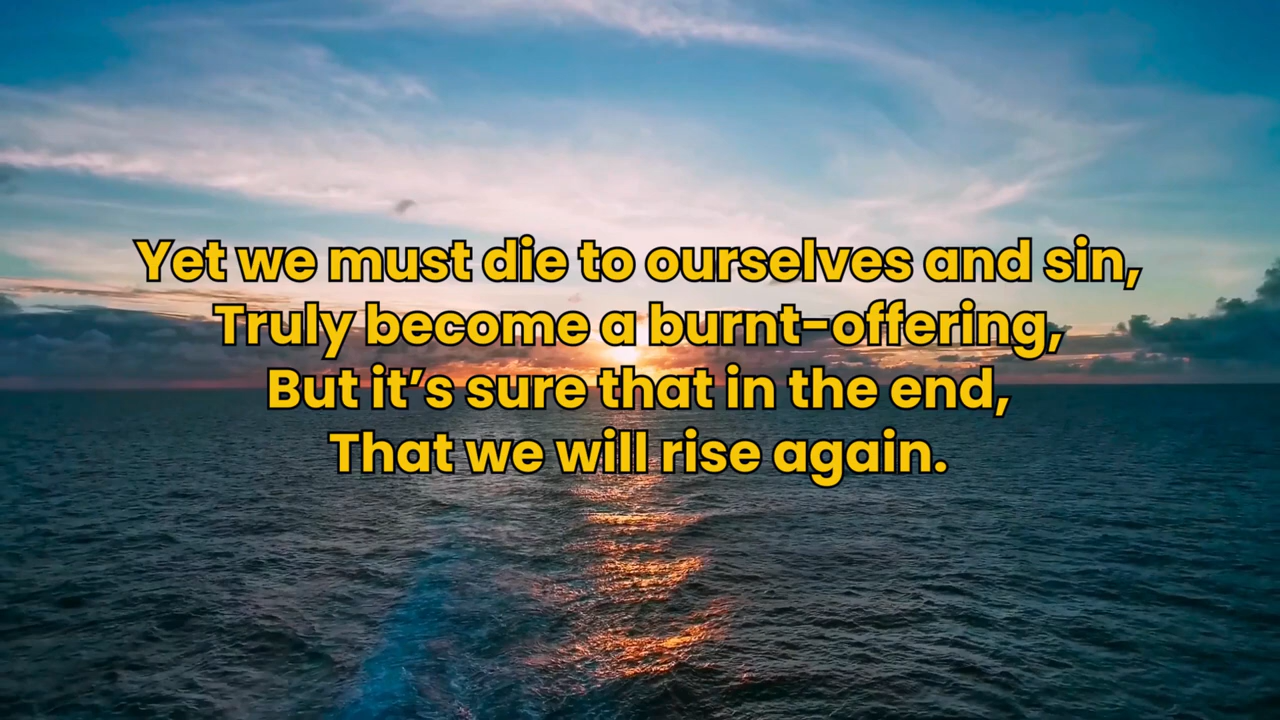 Yet we must die to ourselves and sin,
Truly become a burnt-offering,
But it’s sure that in the end,
That we will rise again.